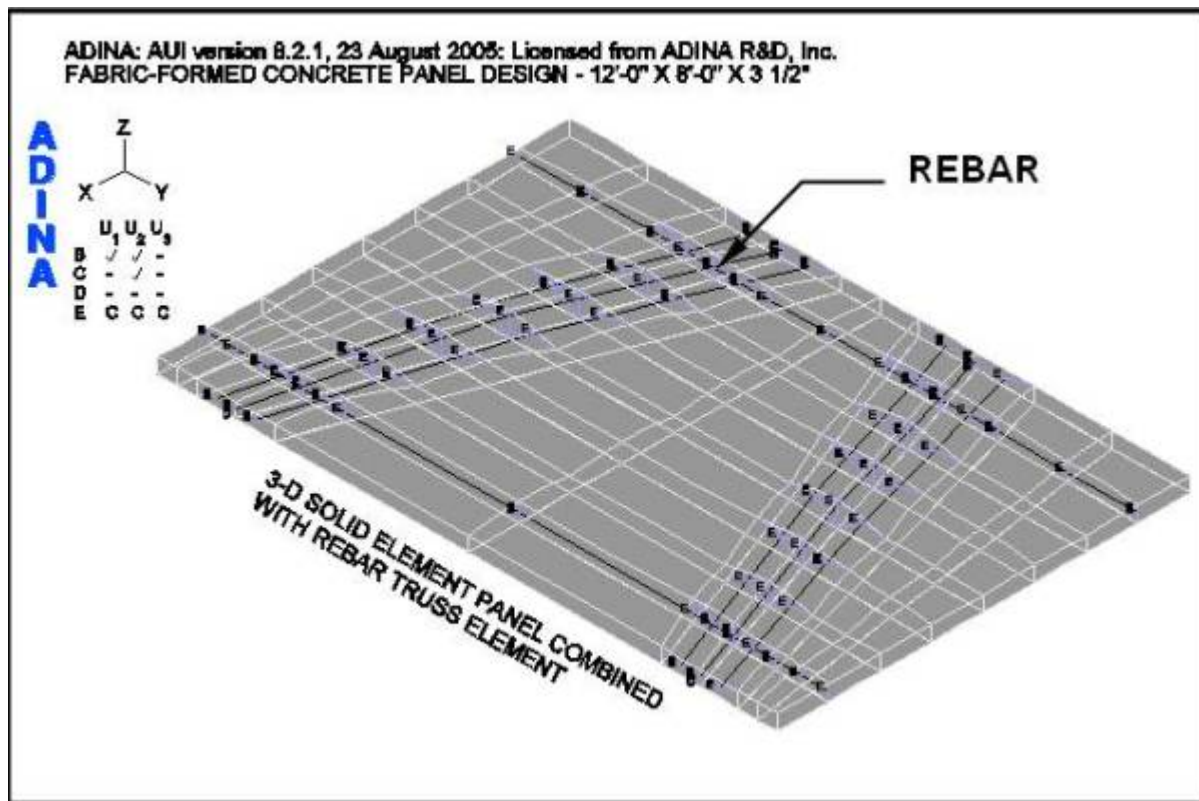 ADINA: AUI version 8.2.1, 23 August 2005: Licensed from ADINA R&D, Inc.
FABRIC-FORMED CONCRETE PANEL DESIGN - 12'-0" X 8'-0" X 3 1/2"
ADINA
Z
X Y
U1 U2 U3
B ✓ ✓ -
C - ✓ -
D - - -
E C C C
REBAR
3-D SOLID ELEMENT PANEL COMBINED
WITH REBAR TRUSS ELEMENT